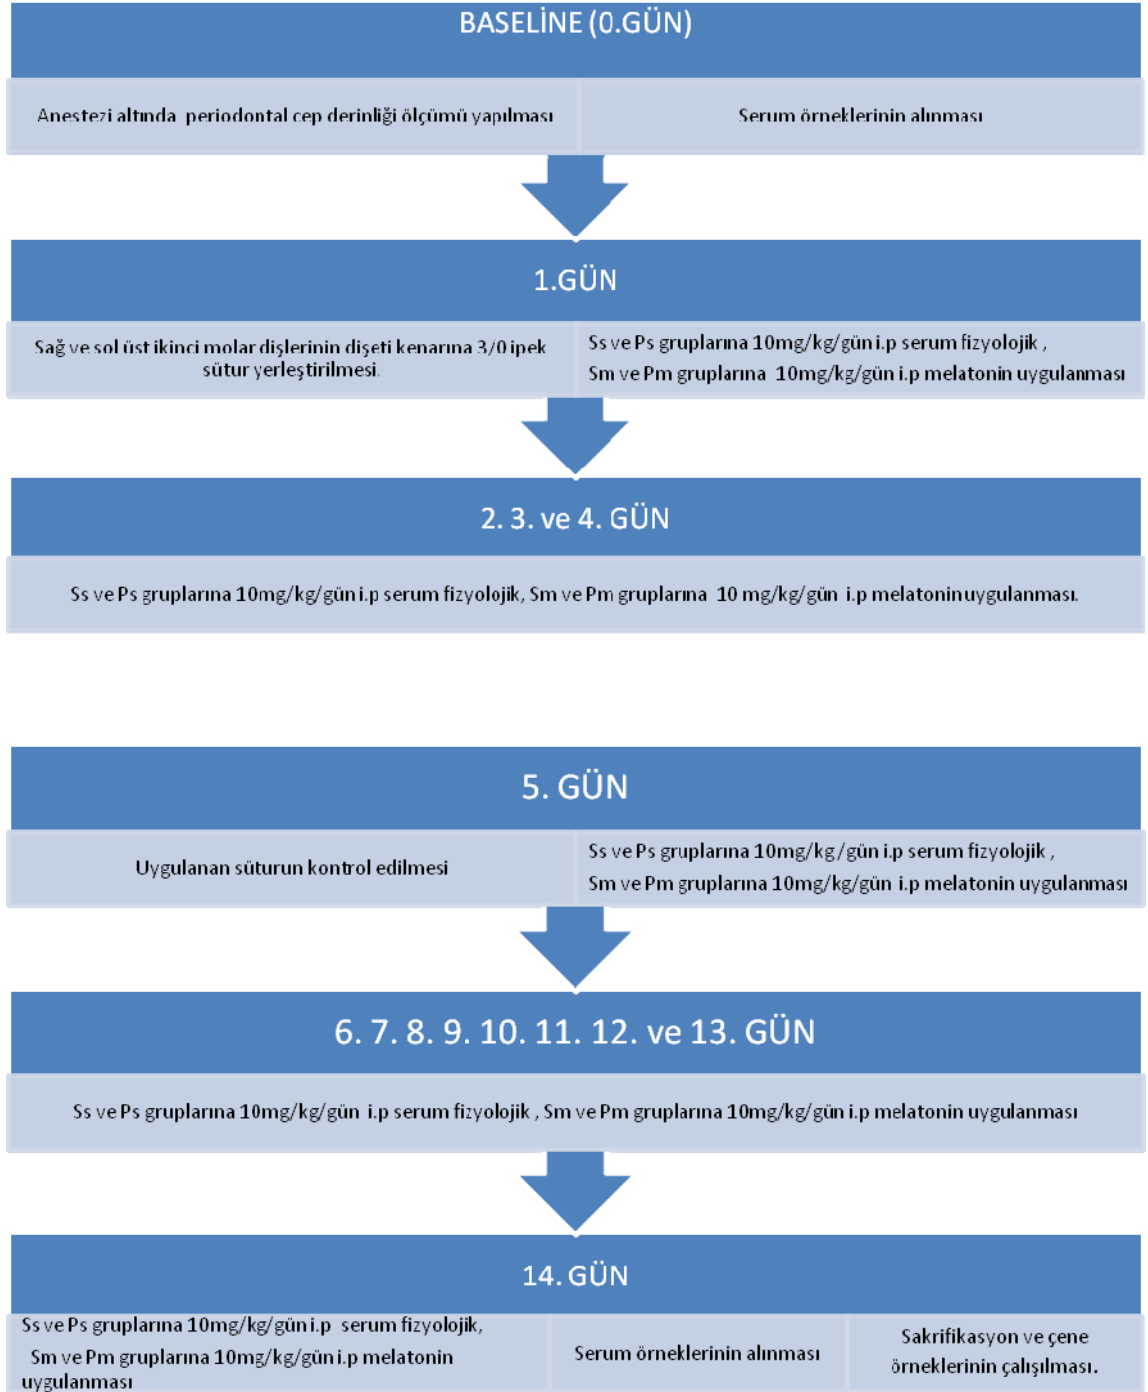 BASELİNE (0.GÜN)
Anestezi altında periodontal cep derinliği ölçümü yapılması
Serum örneklerinin alınması
1.GÜN
Sağ ve sol üst ikinci molar dişlerinin dişeti kenarına 3/0 ipek
sütur yerleştirilmesi.
Ss ve Ps gruplarına 10mg/kg/gün i.p serum fizyolojik ,
Sm ve Pm gruplarına 10mg/kg/gün i.p melatonin uygulanması
2. 3. ve 4. GÜN
Ss ve Ps gruplarına 10mg/kg/gün i.p serum fizyolojik, Sm ve Pm gruplarına 10 mg/kg/gün i.p melatonin uygulanması.
5. GÜN
Uygulanan süturun kontrol edilmesi
Ss ve Ps gruplarına 10mg/kg/gün i.p serum fizyolojik ,
Sm ve Pm gruplarına 10mg/kg/gün i.p melatonin uygulanması
6. 7. 8. 9. 10. 11. 12. ve 13. GÜN
Ss ve Ps gruplarına 10mg/kg/gün i.p serum fizyolojik , Sm ve Pm gruplarına 10mg/kg/gün i.p melatonin uygulanması
14. GÜN
Ss ve Ps gruplarına 10mg/kg/gün i.p serum fizyolojik,
Sm ve Pm gruplarına 10mg/kg/gün i.p melatonin
uygulanması
Serum örneklerinin alınması
Sakrifikasyon ve çene
örneklerinin çalışılması.